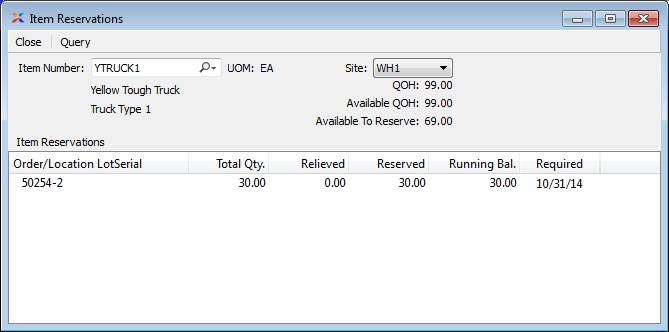 Item Reservations
Close Query
Item Number: YTRUCK1 UOM: EA Site: WH1
Yellow Tough Truck QOH: 99.00
Truck Type 1 Available QOH: 99.00
Available To Reserve: 69.00
Item Reservations
Order/Location LotSerial Total Qty. Relieved Reserved Running Bal. Required
50254-2 30.00 0.00 30.00 30.00 10/31/14